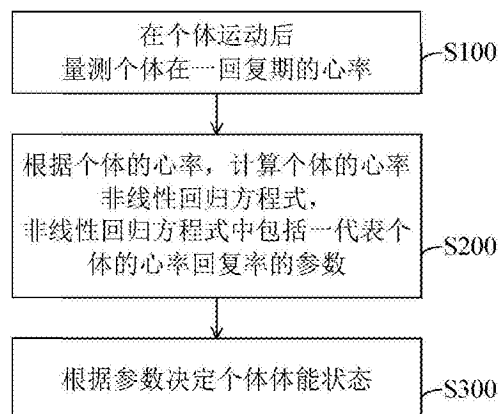 在个体运动后
量测个体在一回复期的心率
S100
根据个体的心率，计算个体的心率
非线性回归方程式，
非线性回归方程式中包括一代表个
体的心率回复率的参数
S200
根据参数决定个体体能状态
S300